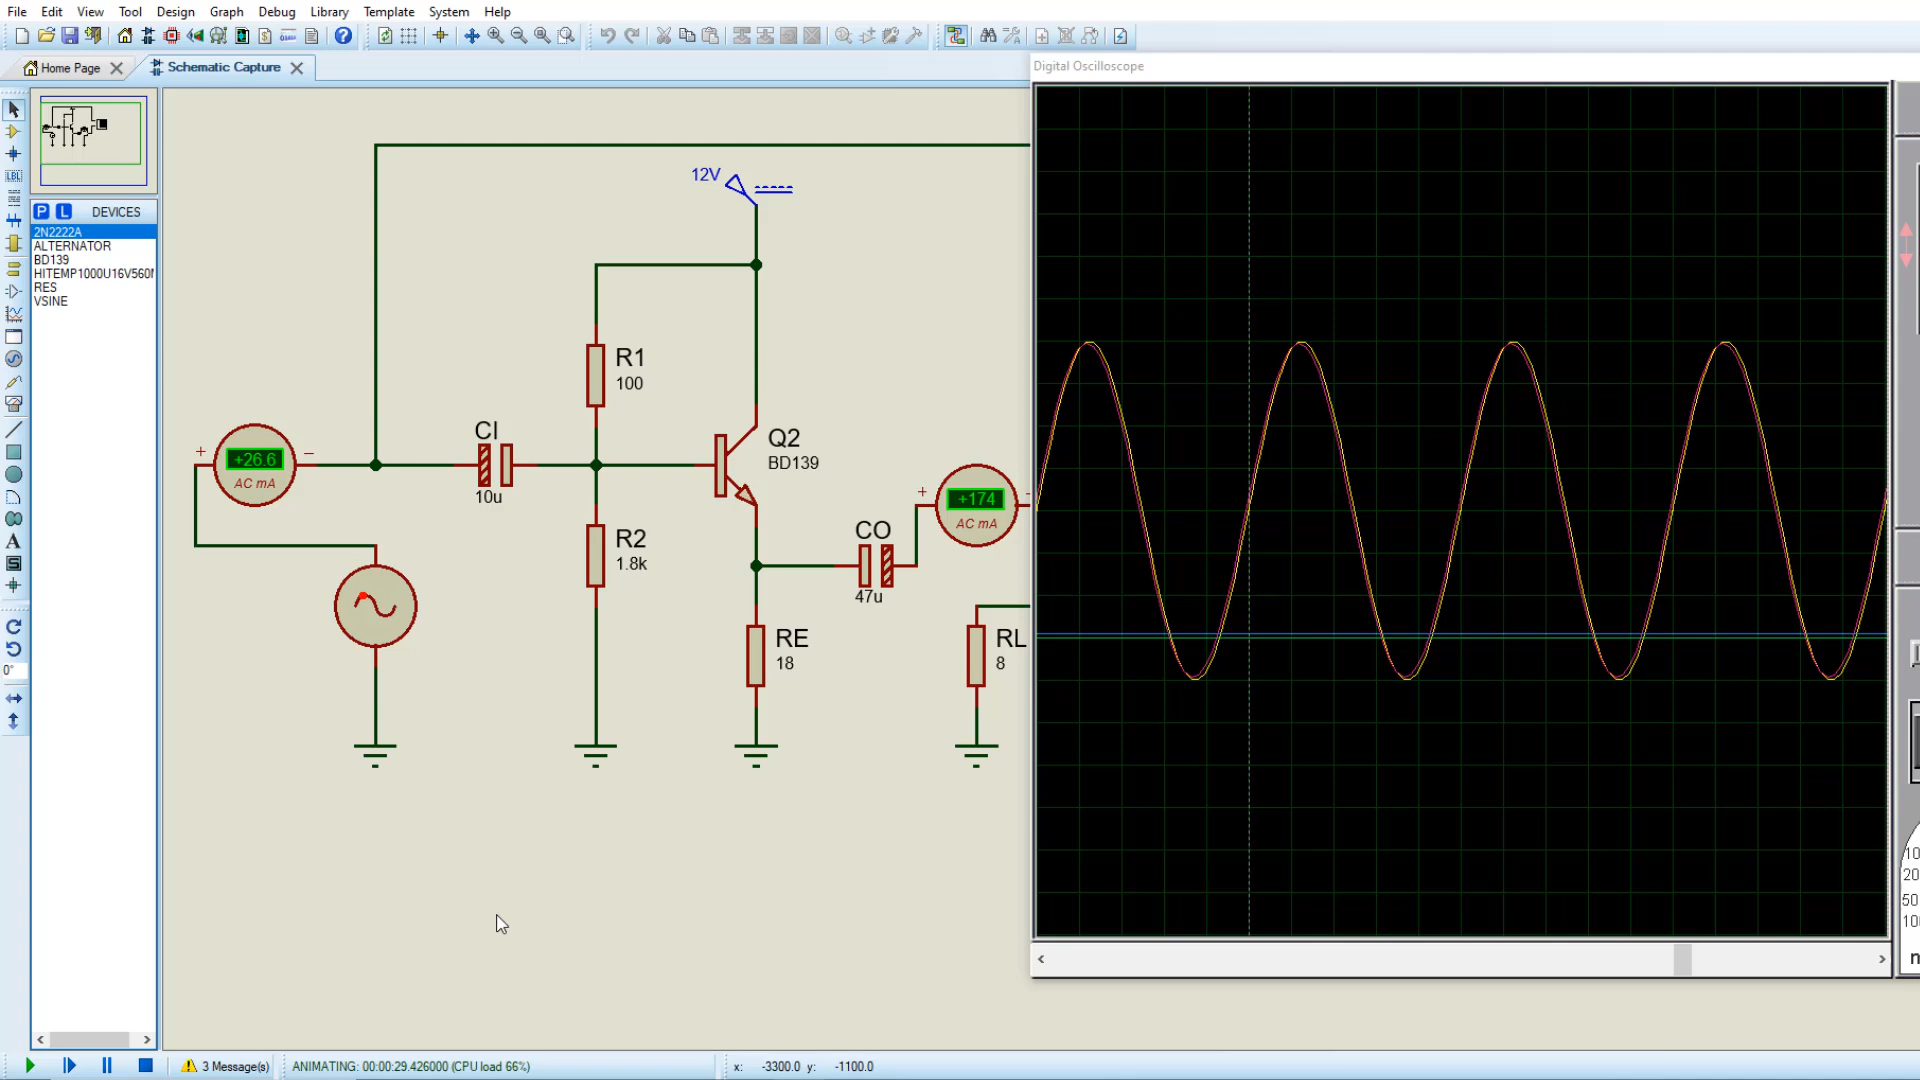 File Edit View Tool Design Graph Debug Library Template System Help
Home Page
Schematic Capture
Digital Oscilloscope
P L DEVICES
2N2222A
ALTERNATOR
BD139
RES
VSINE
LBL
A
S
0°
12V
R1
100
CI
10u
+ +26.6 −
AC mA
Q2
BD139
R2
1.8k
CO
47u
+ +174 −
AC mA
RE
18
RL
8
3 Message(s)
ANIMATING: 00:00:29.426000 (CPU load 66%)
x: -3300.0 y: -1100.0